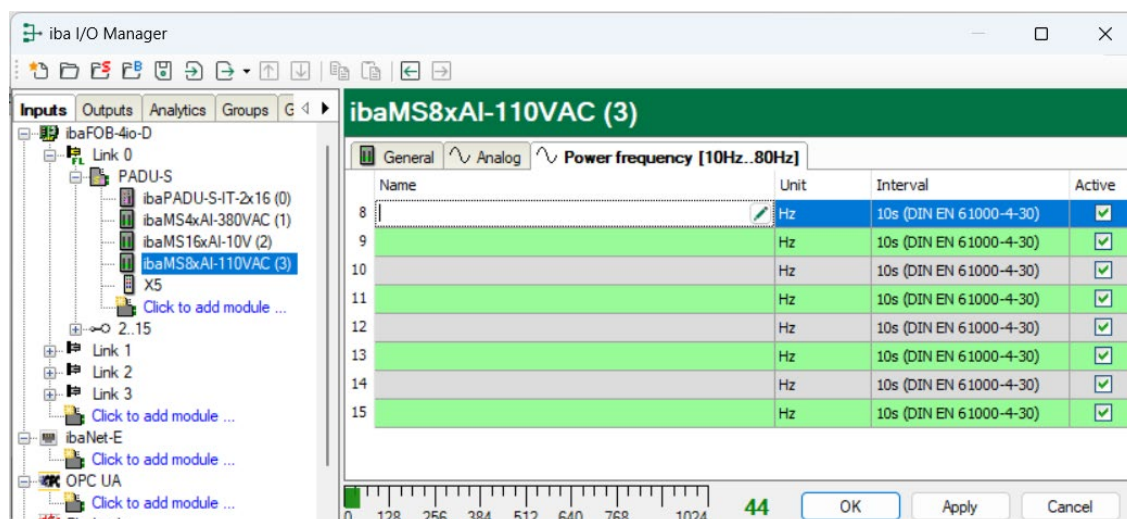 iba I/O Manager
Inputs Outputs Analytics Groups G
ibaFOB-4io-D
Link 0
PADU-S
ibaPADU-S-IT-2x16 (0)
ibaMS4xAI-380VAC (1)
ibaMS16xAI-10V (2)
ibaMS8xAI-110VAC (3)
X5
Click to add module ...
2..15
Link 1
Link 2
Link 3
Click to add module ...
ibaNet-E
Click to add module ...
OPC UA
Click to add module ...
ibaMS8xAI-110VAC (3)
General Analog Power frequency [10Hz..80Hz]
Name Unit Interval Active
8 Hz 10s (DIN EN 61000-4-30)
9 Hz 10s (DIN EN 61000-4-30)
10 Hz 10s (DIN EN 61000-4-30)
11 Hz 10s (DIN EN 61000-4-30)
12 Hz 10s (DIN EN 61000-4-30)
13 Hz 10s (DIN EN 61000-4-30)
14 Hz 10s (DIN EN 61000-4-30)
15 Hz 10s (DIN EN 61000-4-30)
0 128 256 384 512 640 768 1024 44 OK Apply Cancel